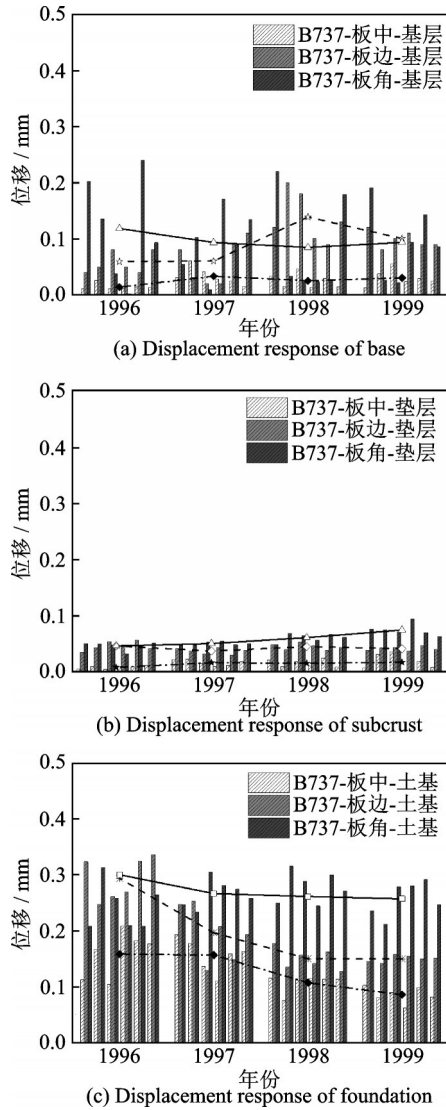 0.5
0.4
0.3
0.2
0.1
0.0
位移 / mm
B737-板中-基层
B737-板边-基层
B737-板角-基层
1996 1997 1998 1999
年份
(a) Displacement response of base
0.5
0.4
0.3
0.2
0.1
0.0
位移 / mm
B737-板中-垫层
B737-板边-垫层
B737-板角-垫层
1996 1997 1998 1999
年份
(b) Displacement response of subcrust
0.5
0.4
0.3
0.2
0.1
0.0
位移 / mm
B737-板中-土基
B737-板边-土基
B737-板角-土基
1996 1997 1998 1999
年份
(c) Displacement response of foundation